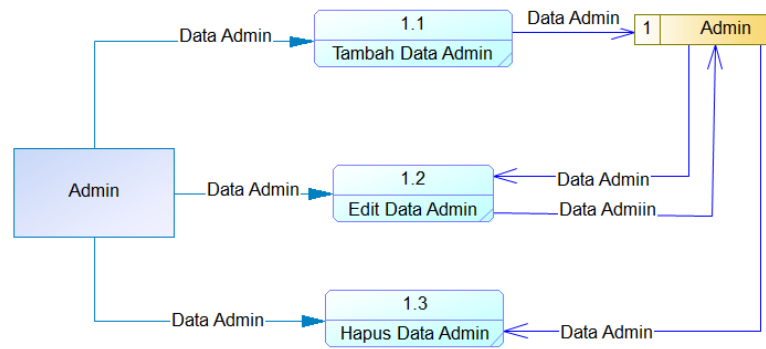 Data Admin
1.1
Tambah Data Admin
Data Admin
1
Admin
Admin
Data Admin
1.2
Edit Data Admin
Data Admin
Data Admiin
Data Admin
1.3
Hapus Data Admin
Data Admin